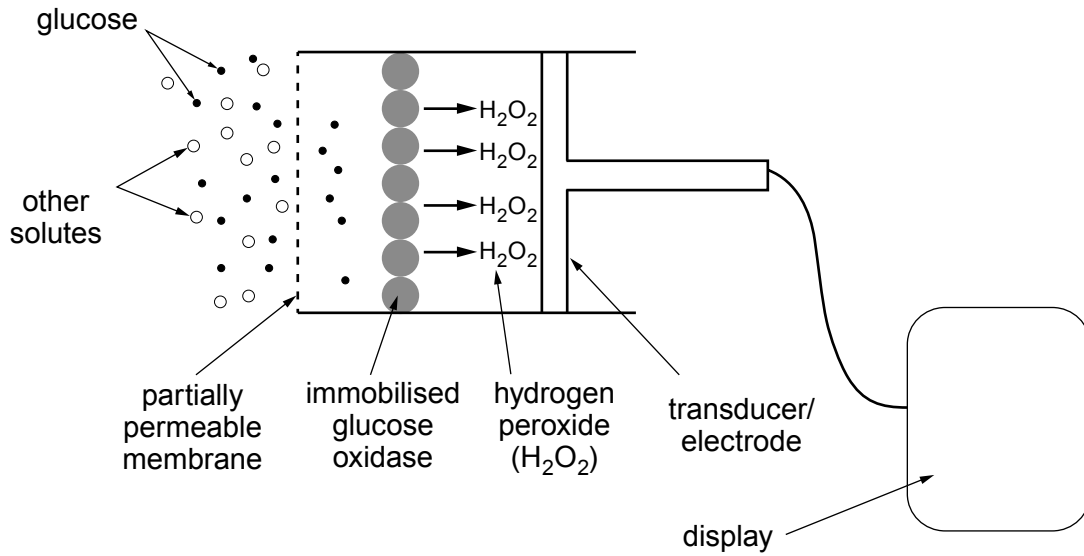 glucose
other
solutes
H₂O₂
H₂O₂
H₂O₂
H₂O₂
partially
permeable
membrane
immobilised
glucose
oxidase
hydrogen
peroxide
(H₂O₂)
transducer/
electrode
display